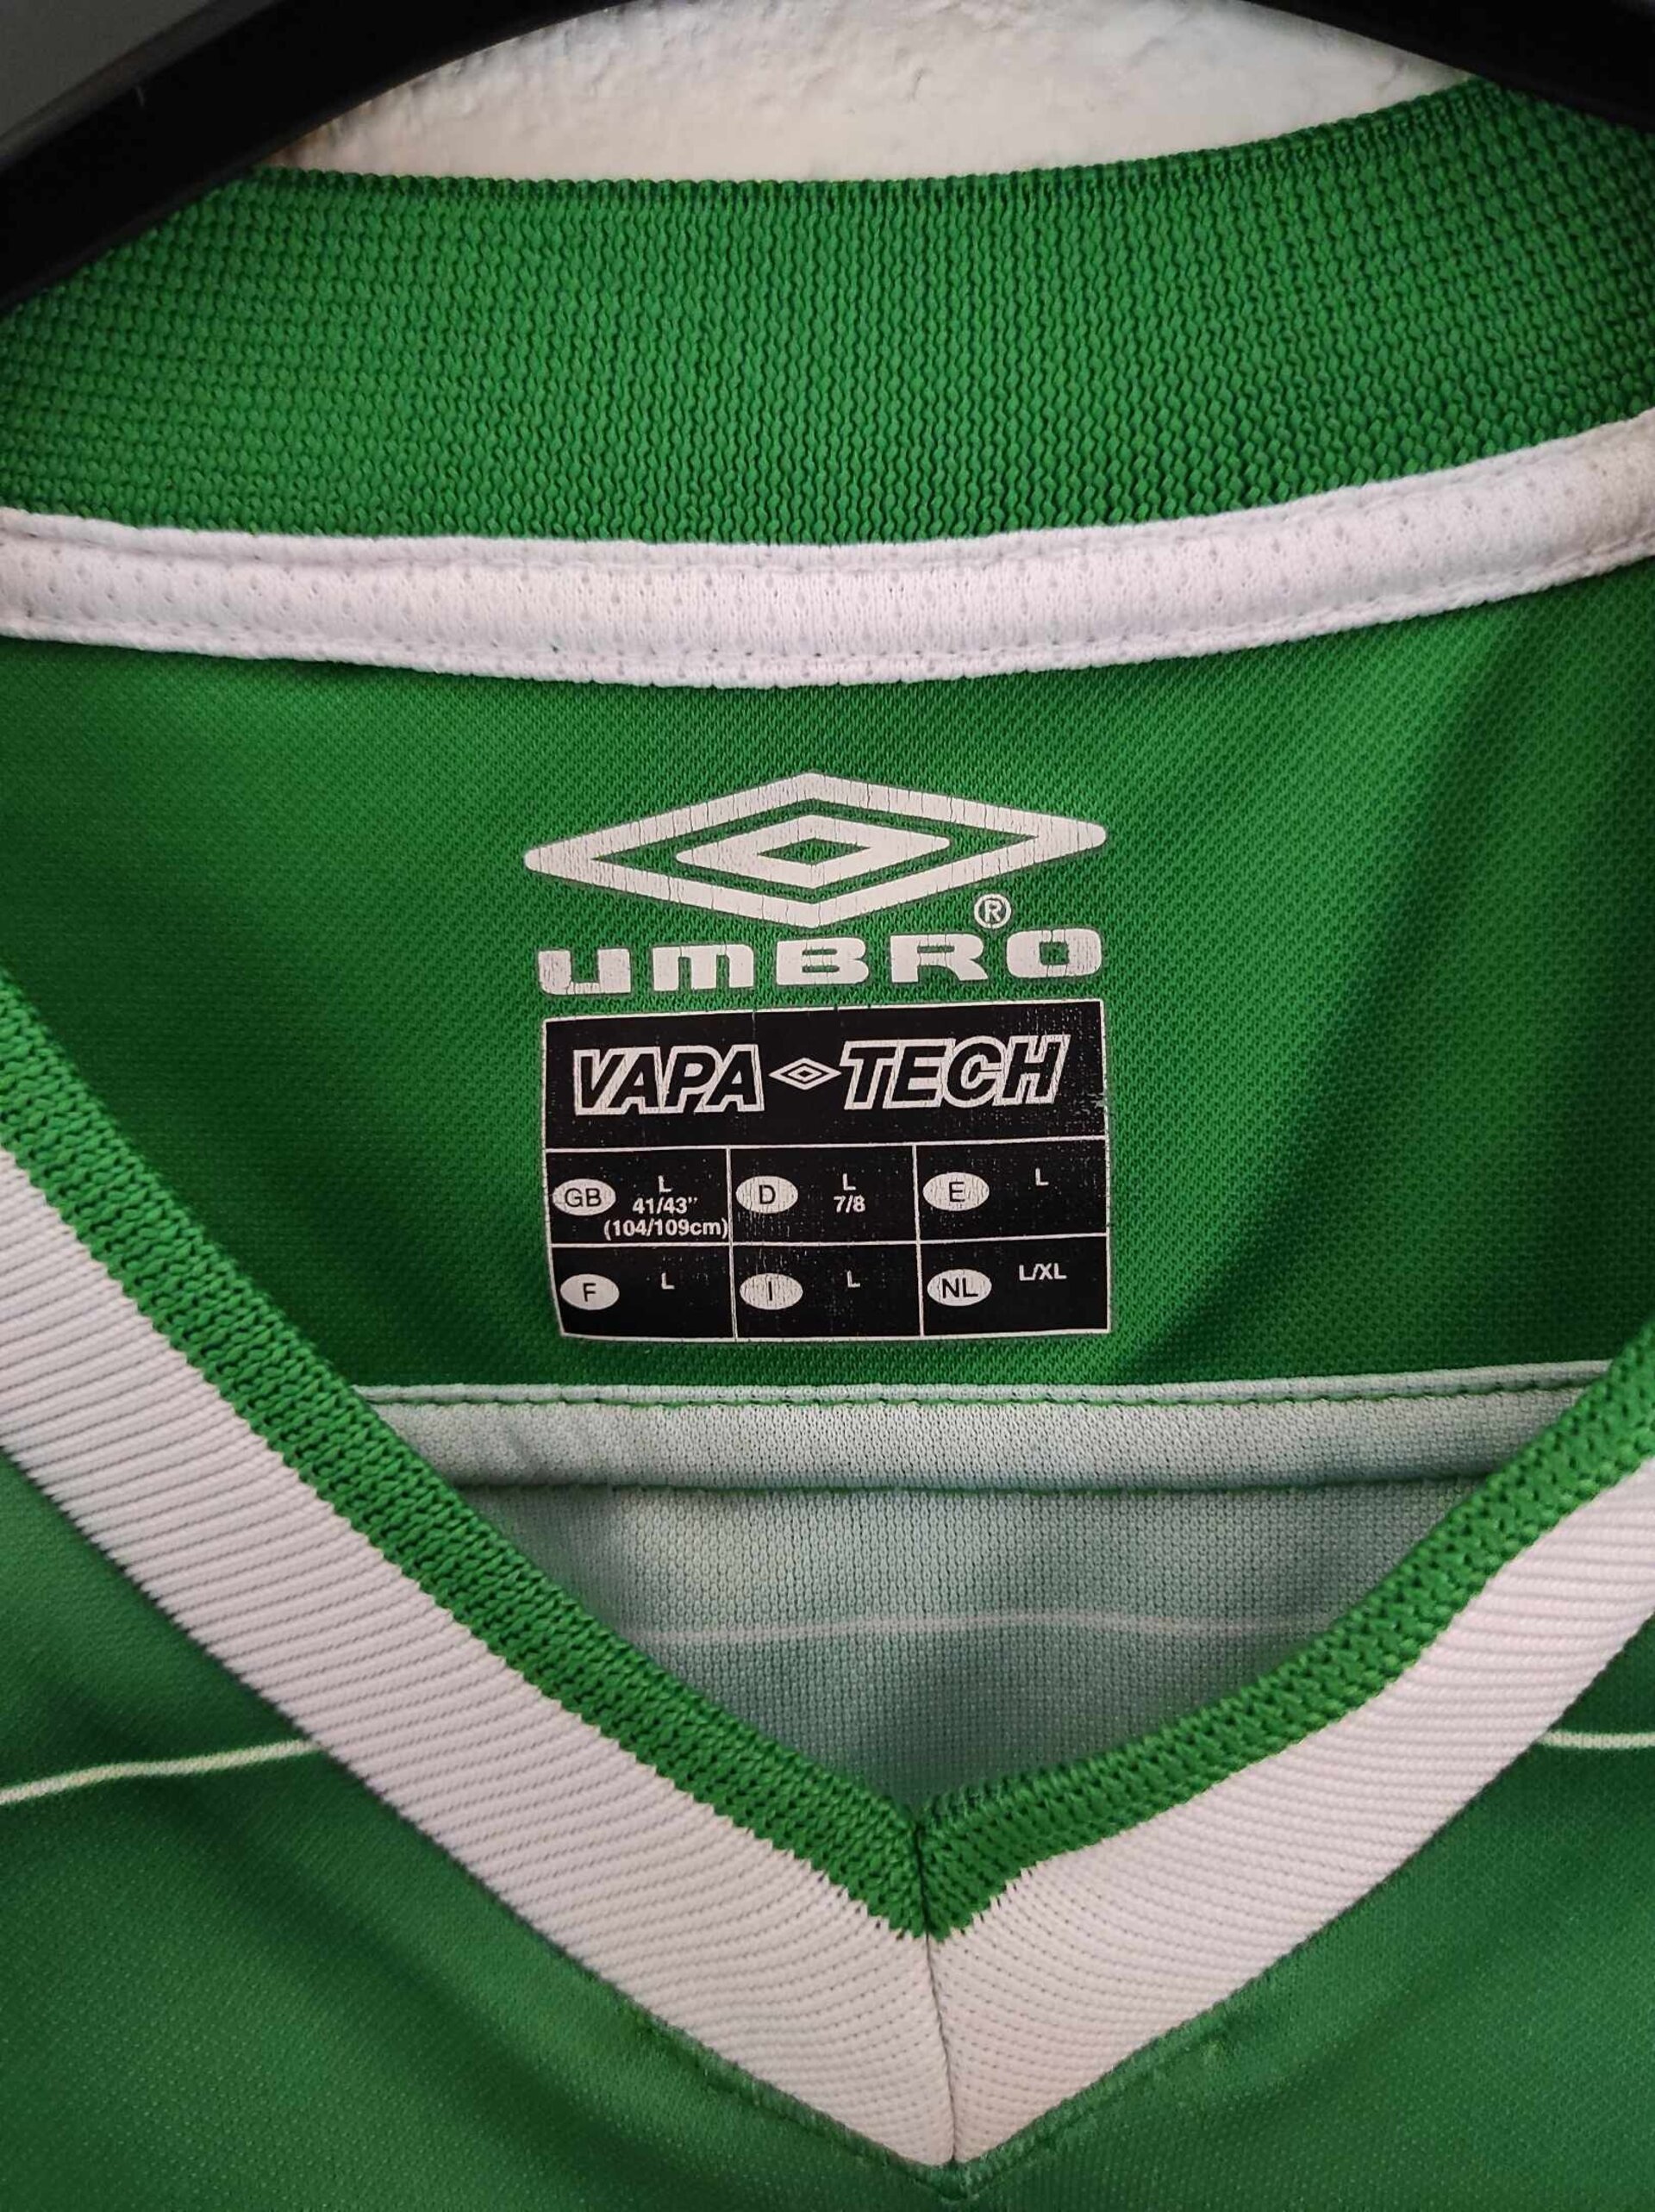 UMBRO®
VAPA TECH
GB L 41/43" (104/109cm)
D L 7/8
E L
F L
I L
NL L/XL